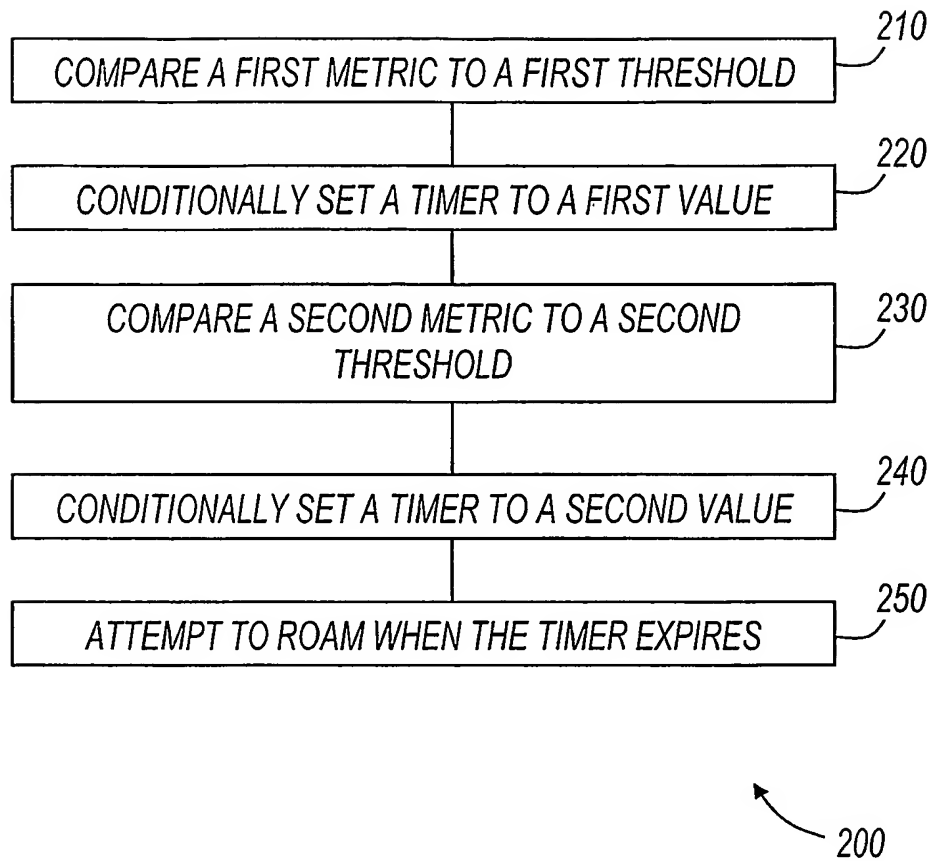 210
COMPARE A FIRST METRIC TO A FIRST THRESHOLD
220
CONDITIONALLY SET A TIMER TO A FIRST VALUE
230
COMPARE A SECOND METRIC TO A SECOND
THRESHOLD
240
CONDITIONALLY SET A TIMER TO A SECOND VALUE
250
ATTEMPT TO ROAM WHEN THE TIMER EXPIRES
200